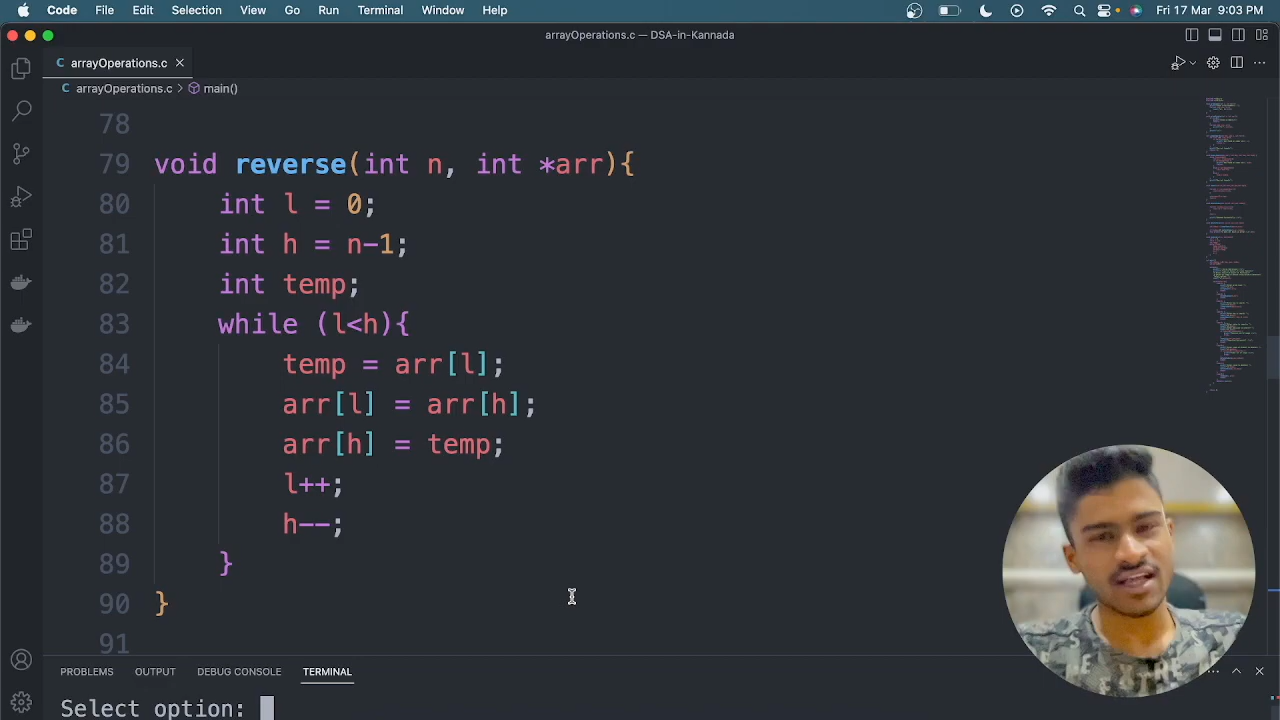 Code File Edit Selection View Go Run Terminal Window Help Fri 17 Mar 9:03 PM
arrayOperations.c — DSA-in-Kannada
C arrayOperations.c
C arrayOperations.c > main()
78
79 void reverse(int n, int *arr){
80 int l = 0;
81 int h = n-1;
82 int temp;
83 while (l<h){
84 temp = arr[l];
85 arr[l] = arr[h];
86 arr[h] = temp;
87 l++;
88 h--;
89 }
90 }
91
PROBLEMS OUTPUT DEBUG CONSOLE TERMINAL
Select option: